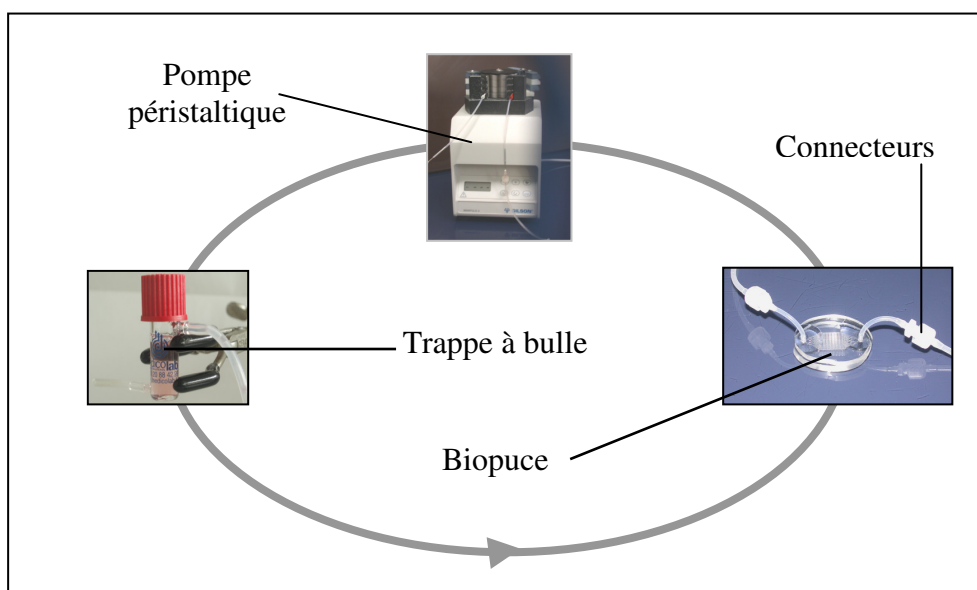 Pompe
péristaltique
Connecteurs
Trappe à bulle
Biopuce